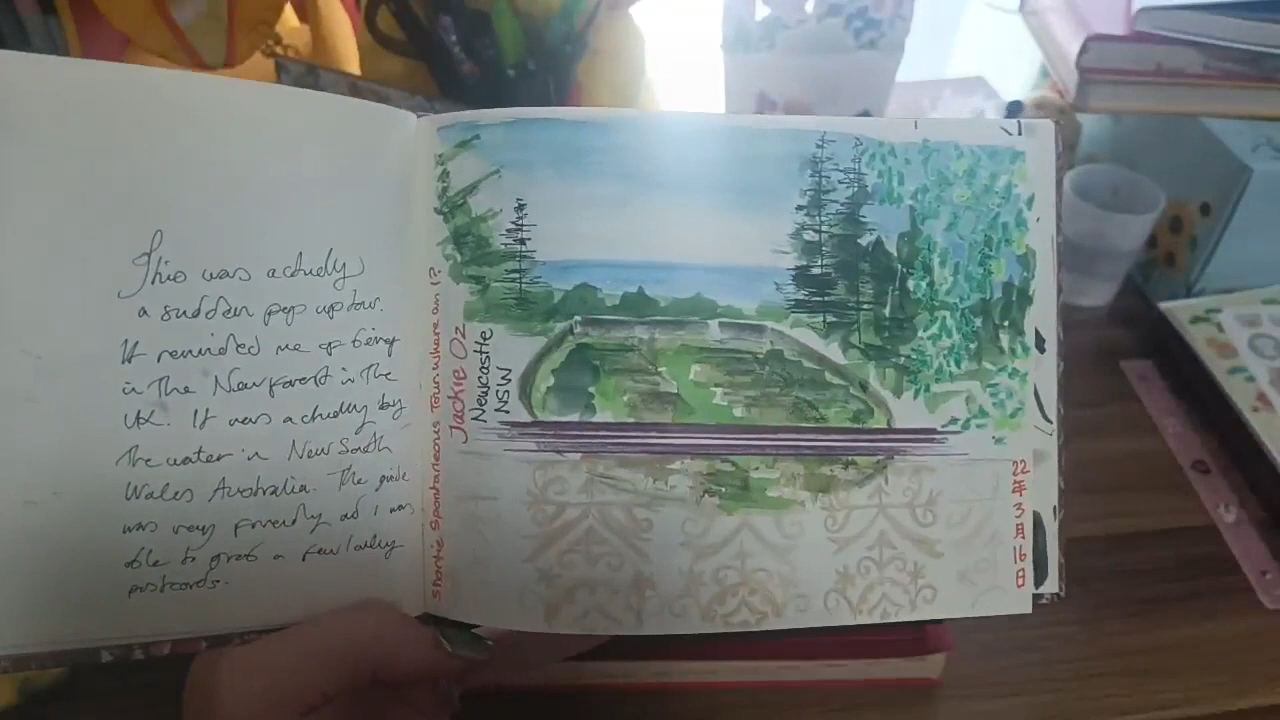 This was actually
a sudden pop up tour.
It reminded me of being
in the New forest in the
UK. It was actually by
the water in New South
Wales Australia. The guide
was very friendly and I was
able to grab a few lovely
postcards.
Shortie Spontaneous Tour. Where am I?
Jackie Oz
Newcastle
NSW
22年3月16日